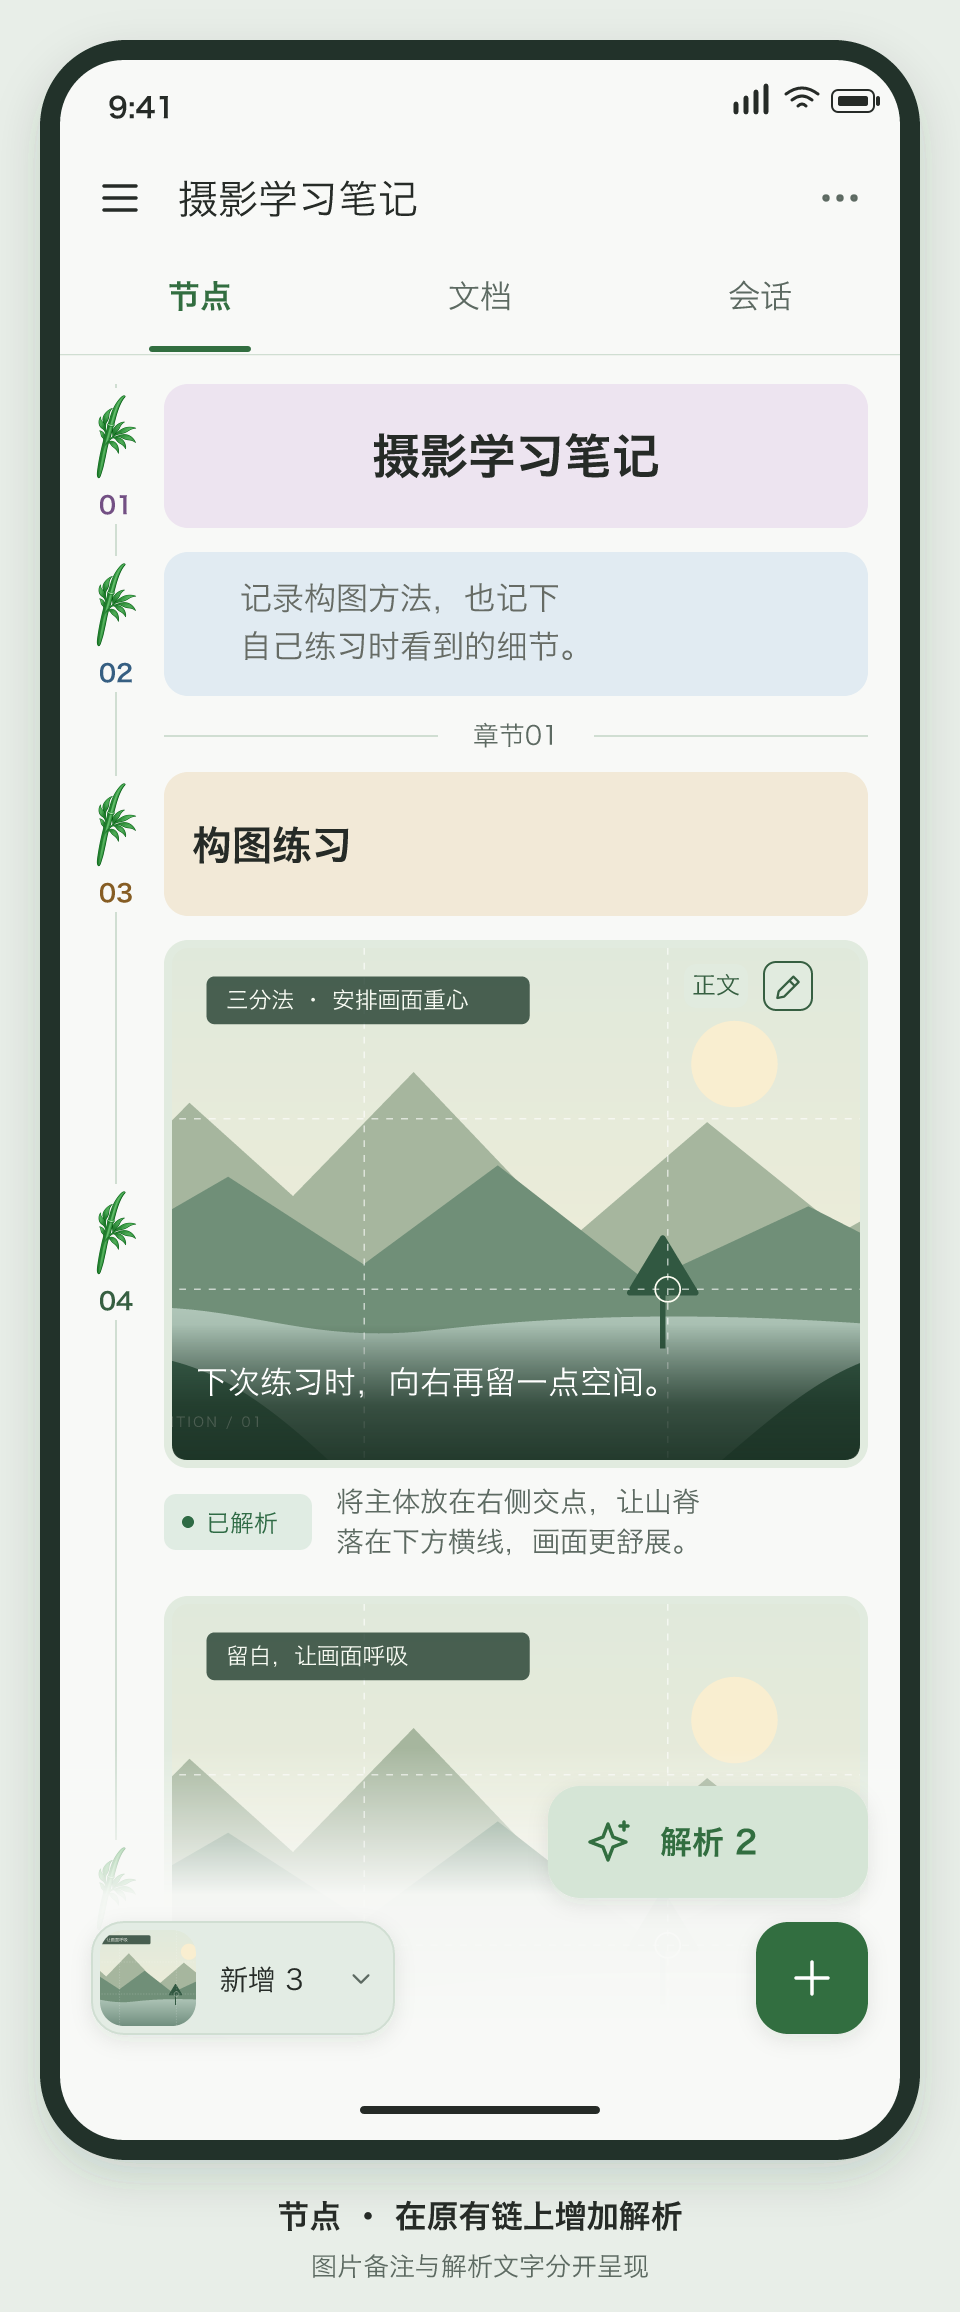 9:41
摄影学习笔记
节点
文档
会话
01
摄影学习笔记
02
记录构图方法，也记下
自己练习时看到的细节。
章节01
03
构图练习
三分法 · 安排画面重心
正文
04
下次练习时，向右再留一点空间。
TION / 01
已解析
将主体放在右侧交点，让山脊
落在下方横线，画面更舒展。
留白，让画面呼吸
解析 2
新增 3
节点 · 在原有链上增加解析
图片备注与解析文字分开呈现